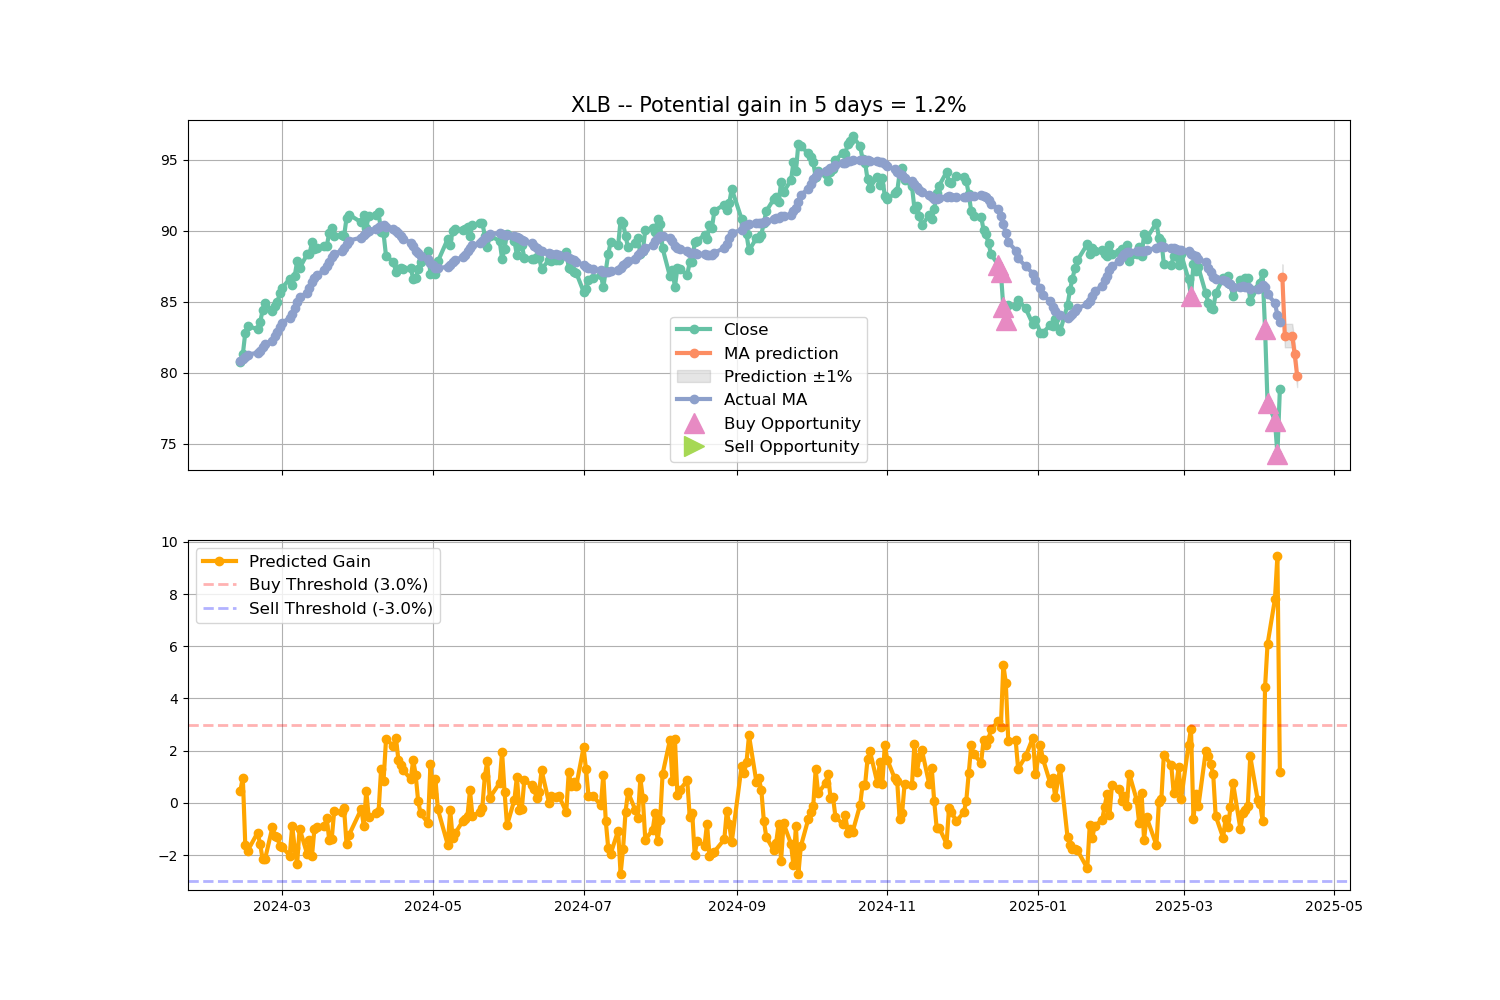 XLB -- Potential gain in 5 days = 1.2%
95
90
85
80
75
Close
MA prediction
Prediction ±1%
Actual MA
Buy Opportunity
Sell Opportunity
10
8
6
4
2
0
−2
Predicted Gain
Buy Threshold (3.0%)
Sell Threshold (-3.0%)
2024-03 2024-05 2024-07 2024-09 2024-11 2025-01 2025-03 2025-05